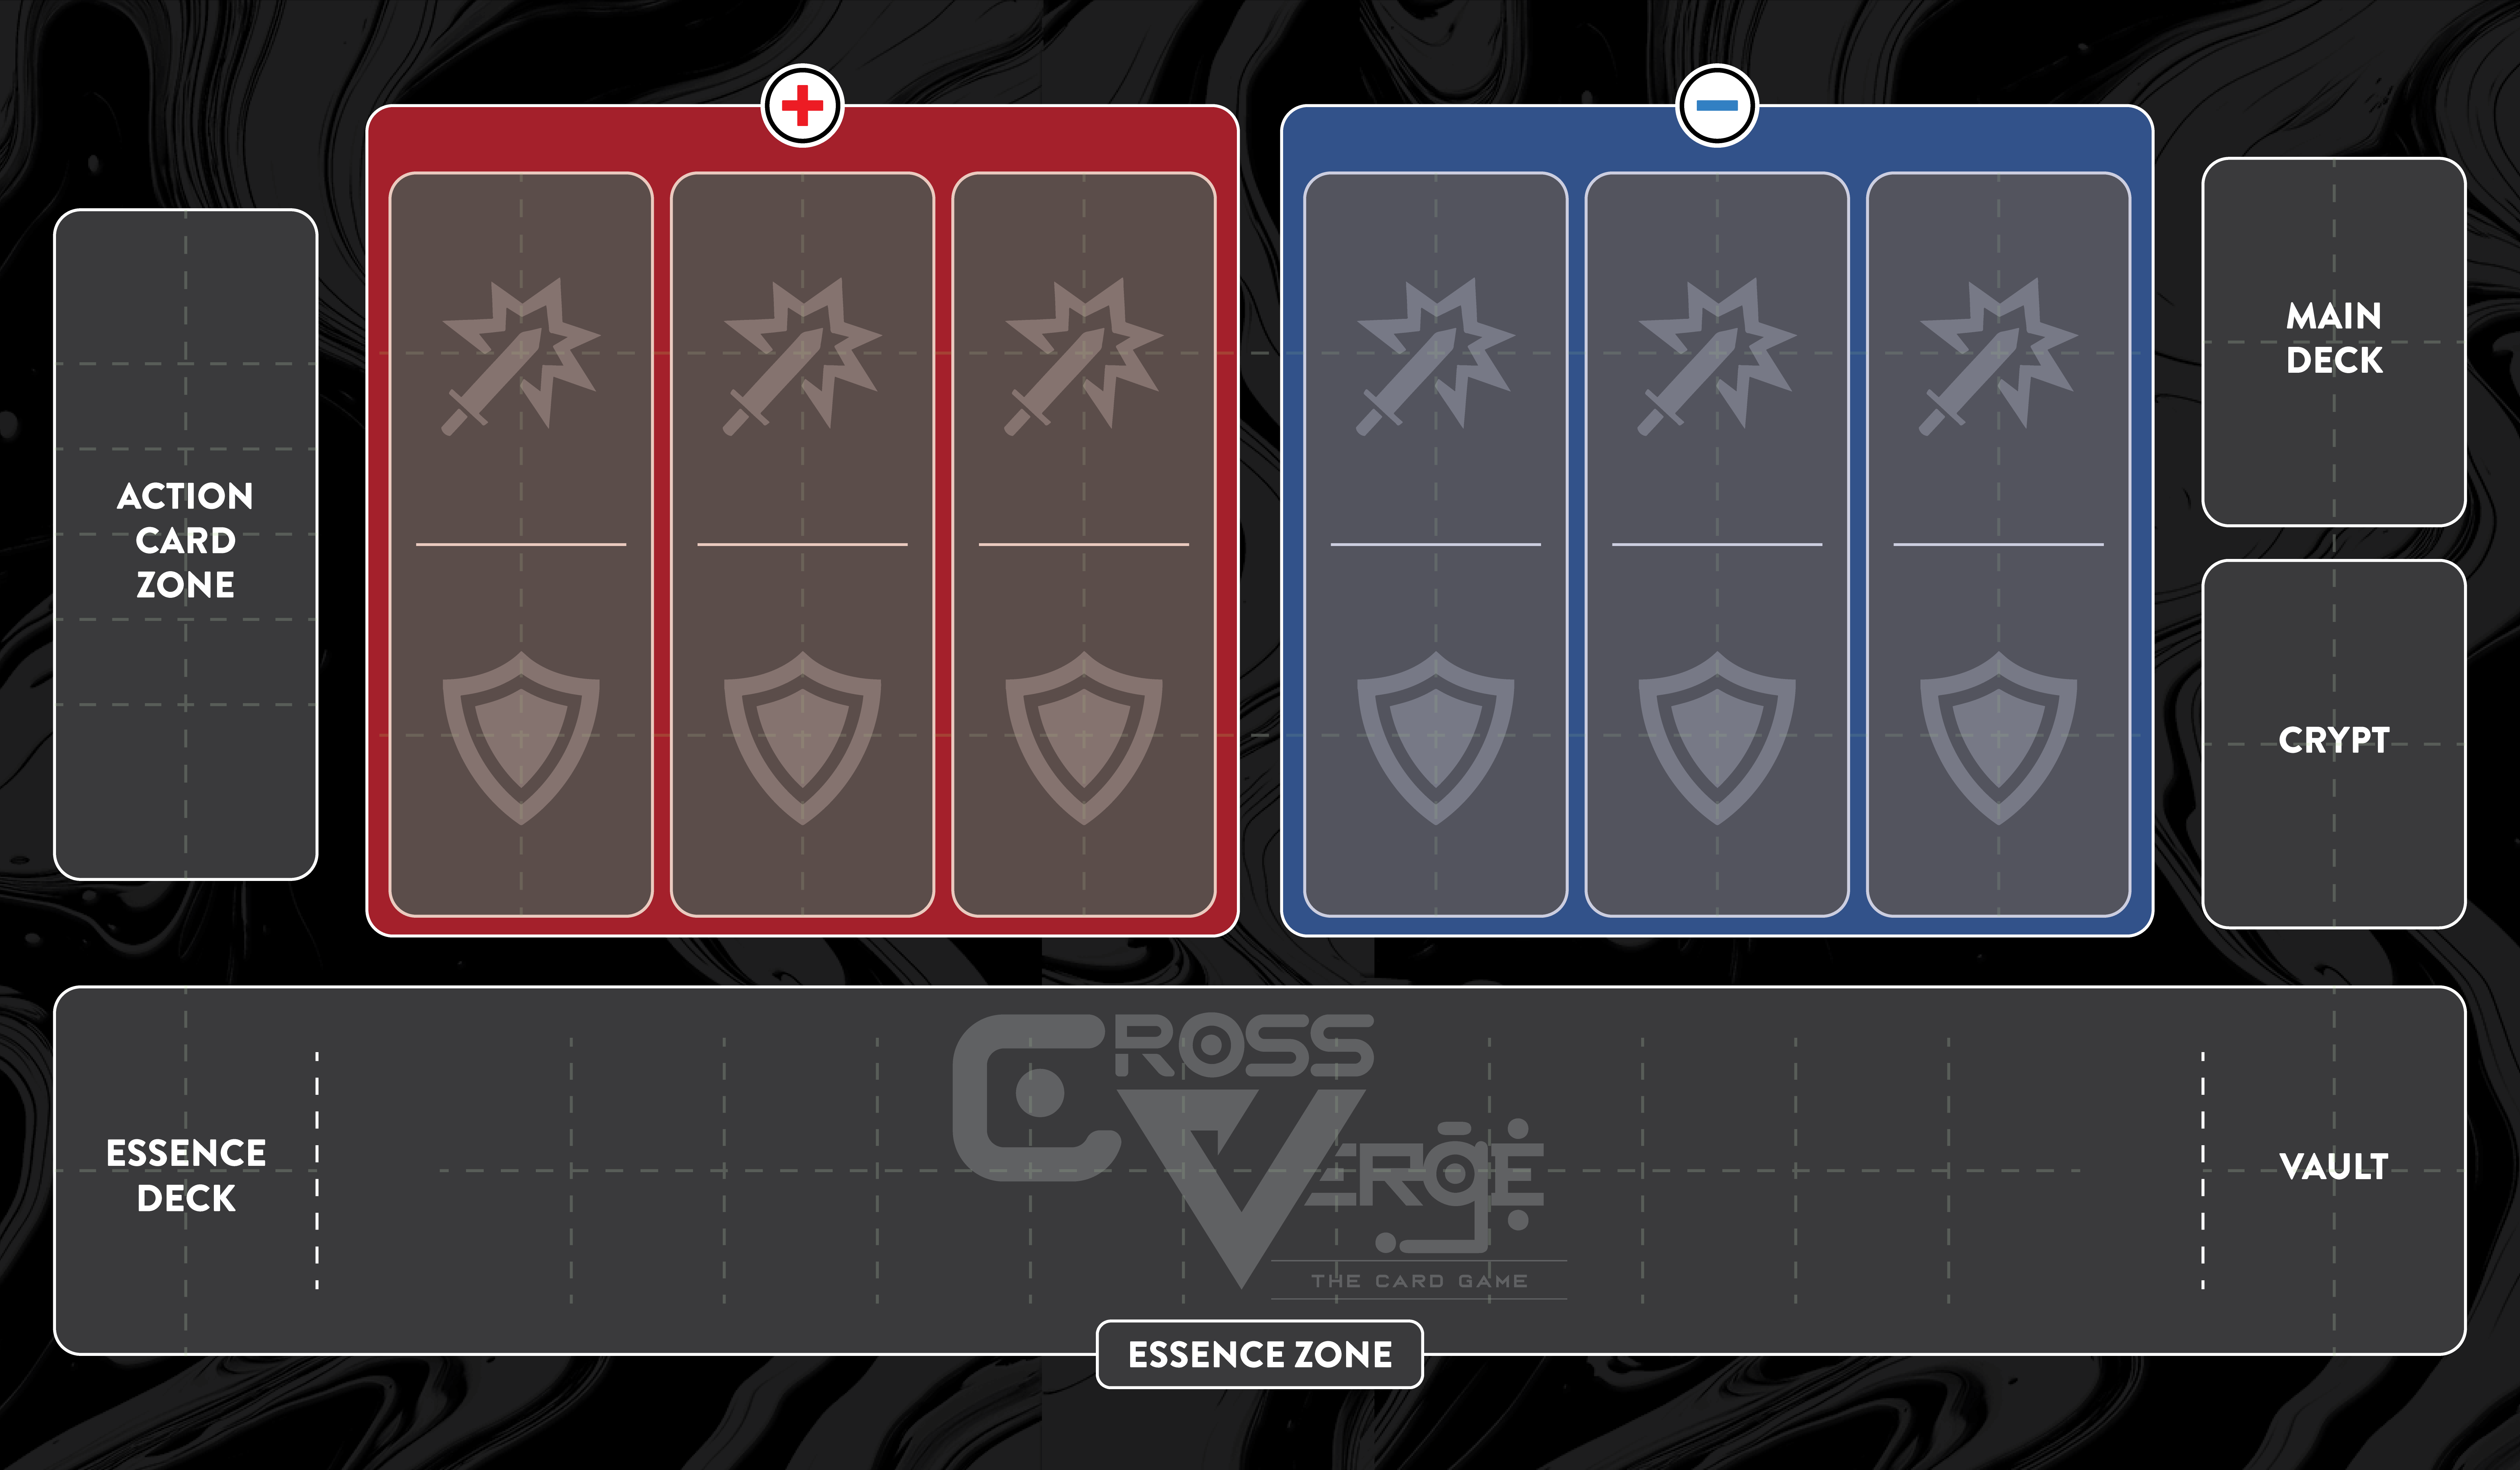 ACTION
CARD
ZONE
MAIN
DECK
CRYPT
ESSENCE
DECK
CROSS
VERgE
THE CARD GAME
VAULT
ESSENCE ZONE